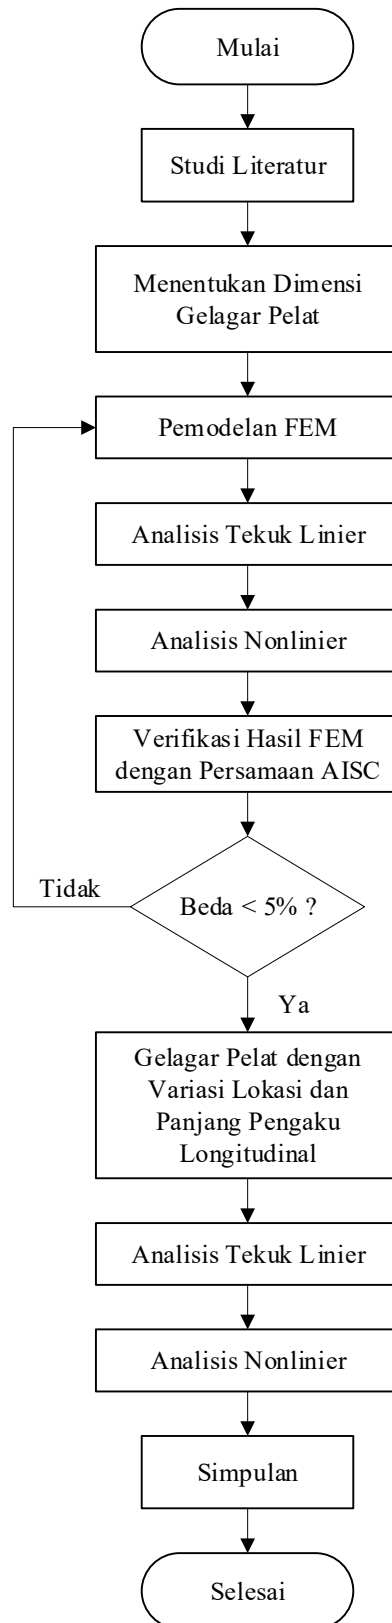 Mulai
Studi Literatur
Menentukan Dimensi
Gelagar Pelat
Pemodelan FEM
Analisis Tekuk Linier
Analisis Nonlinier
Verifikasi Hasil FEM
dengan Persamaan AISC
Tidak
Beda < 5% ?
Ya
Gelagar Pelat dengan
Variasi Lokasi dan
Panjang Pengaku
Longitudinal
Analisis Tekuk Linier
Analisis Nonlinier
Simpulan
Selesai